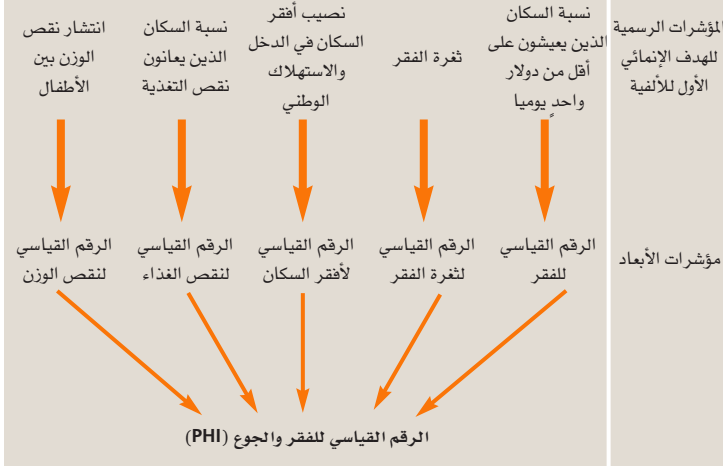 المؤشرات الرسمية
للهدف الإنمائي
الأول للألفية
نسبة السكان
الذين يعيشون على
أقل من دولار
واحدٍ يوميا
ثغرة الفقر
نصيب أفقر
السكان في الدخل
والاستهلاك
الوطني
نسبة السكان
الذين يعانون
نقص التغذية
انتشار نقص
الوزن بين
الأطفال
مؤشرات الأبعاد
الرقم القياسي
للفقر
الرقم القياسي
لثغرة الفقر
الرقم القياسي
لأفقر السكان
الرقم القياسي
لنقص الغذاء
الرقم القياسي
لنقص الوزن
الرقم القياسي للفقر والجوع (PHI)